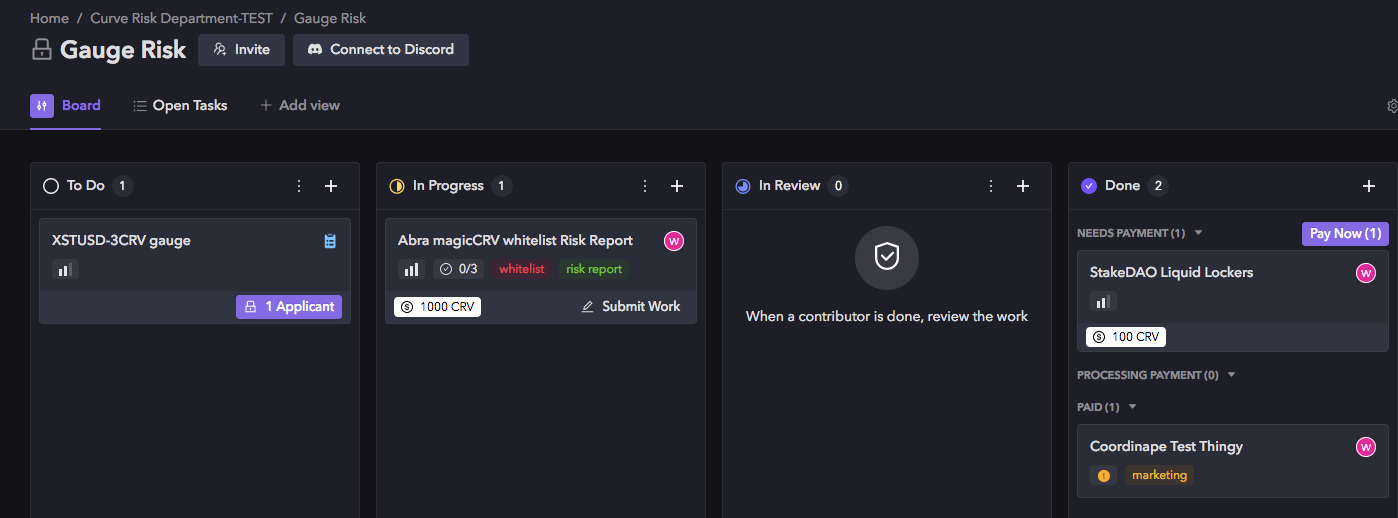 Home / Curve Risk Department-TEST / Gauge Risk
Gauge Risk
Invite
Connect to Discord
Board
Open Tasks
+ Add view
To Do 1
XSTUSD-3CRV gauge
1 Applicant
In Progress 1
Abra magicCRV whitelist Risk Report
W
0/3
whitelist
risk report
1000 CRV
Submit Work
In Review 0
When a contributor is done, review the work
Done 2
NEEDS PAYMENT (1)
Pay Now (1)
StakeDAO Liquid Lockers
W
100 CRV
PROCESSING PAYMENT (0)
PAID (1)
Coordinape Test Thingy
W
marketing